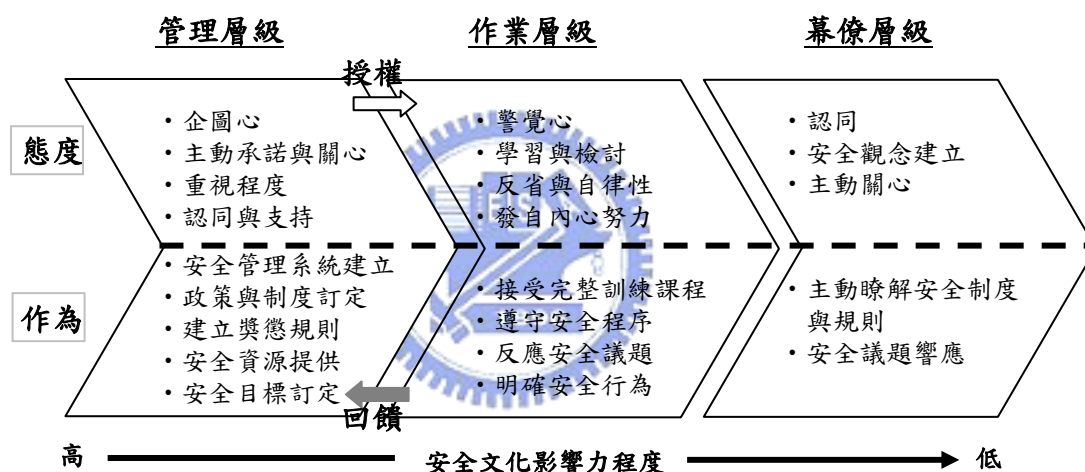 管理層級
作業層級
幕僚層級
授權
態度
・企圖心
・主動承諾與關心
・重視程度
・認同與支持
・警覺心
・學習與檢討
・反省與自律性
・發自內心努力
・認同
・安全觀念建立
・主動關心
作為
・安全管理系統建立
・政策與制度訂定
・建立獎懲規則
・安全資源提供
・安全目標訂定
・接受完整訓練課程
・遵守安全程序
・反應安全議題
・明確安全行為
・主動瞭解安全制度
與規則
・安全議題響應
回饋
高
安全文化影響力程度
低